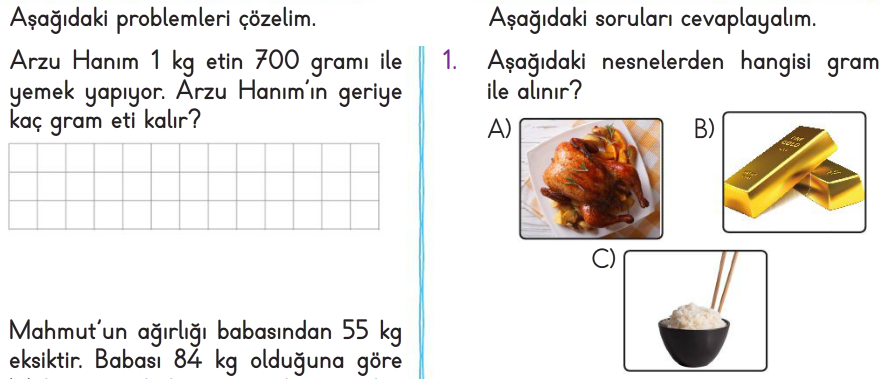 Aşağıdaki problemleri çözelim.
Arzu Hanım 1 kg etin 700 gramı ile
yemek yapıyor. Arzu Hanım'ın geriye
kaç gram eti kalır?
Mahmut'un ağırlığı babasından 55 kg
eksiktir. Babası 84 kg olduğuna göre
Aşağıdaki soruları cevaplayalım.
1. Aşağıdaki nesnelerden hangisi gram
ile alınır?
A)
B)
C)